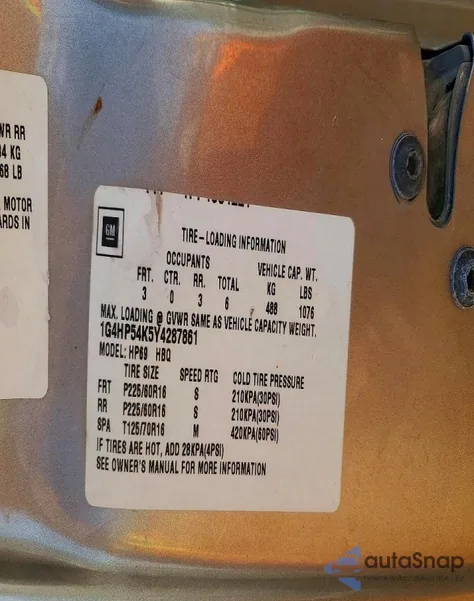 WR RR
4 KG
68 LB
MOTOR
ARDS IN
GM
TIRE-LOADING INFORMATION
OCCUPANTS VEHICLE CAP. WT.
FRT. CTR. RR. TOTAL KG LBS
3 0 3 6 488 1076
MAX. LOADING @ GVWR SAME AS VEHICLE CAPACITY WEIGHT.
1G4HP54K5Y4287861
MODEL: HP69 HBQ
TIRE SIZE SPEED RTG COLD TIRE PRESSURE
FRT P225/60R16 S 210KPA(30PSI)
RR P225/60R16 S 210KPA(30PSI)
SPA T125/70R16 M 420KPA(60PSI)
IF TIRES ARE HOT, ADD 28KPA(4PSI)
SEE OWNER'S MANUAL FOR MORE INFORMATION
autaSnap